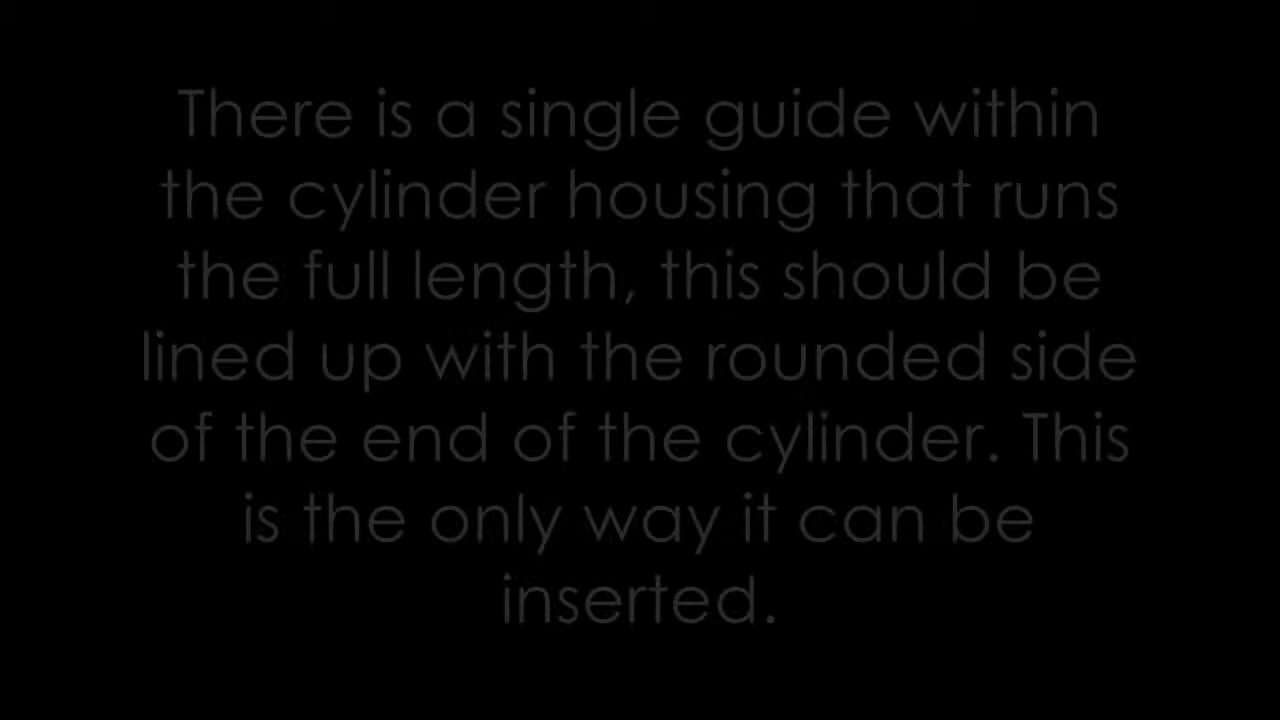 There is a single guide within
the cylinder housing that runs
the full length, this should be
lined up with the rounded side
of the end of the cylinder. This
is the only way it can be
inserted.